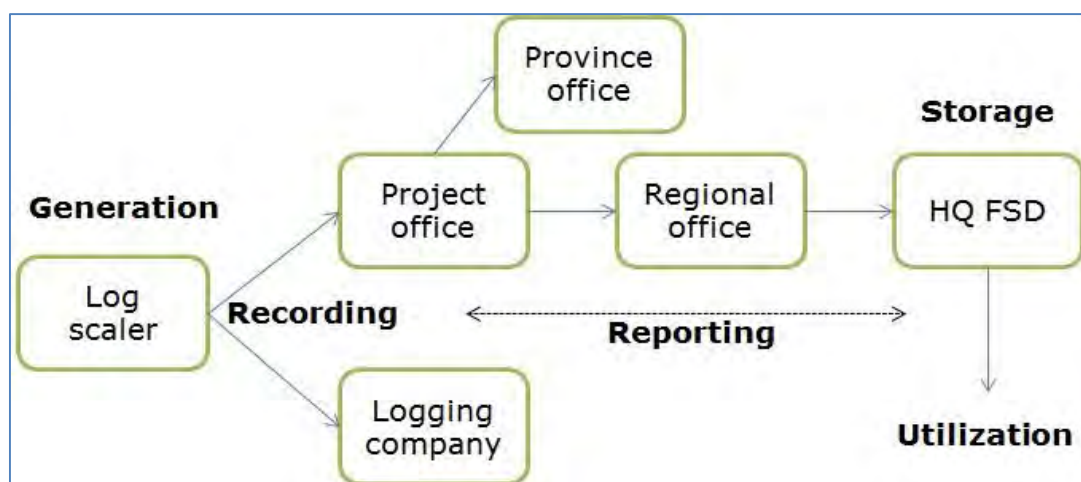 Province
office
Storage
Generation
Project
office
Regional
office
HQ FSD
Log
scaler
Recording
Reporting
Logging
company
Utilization